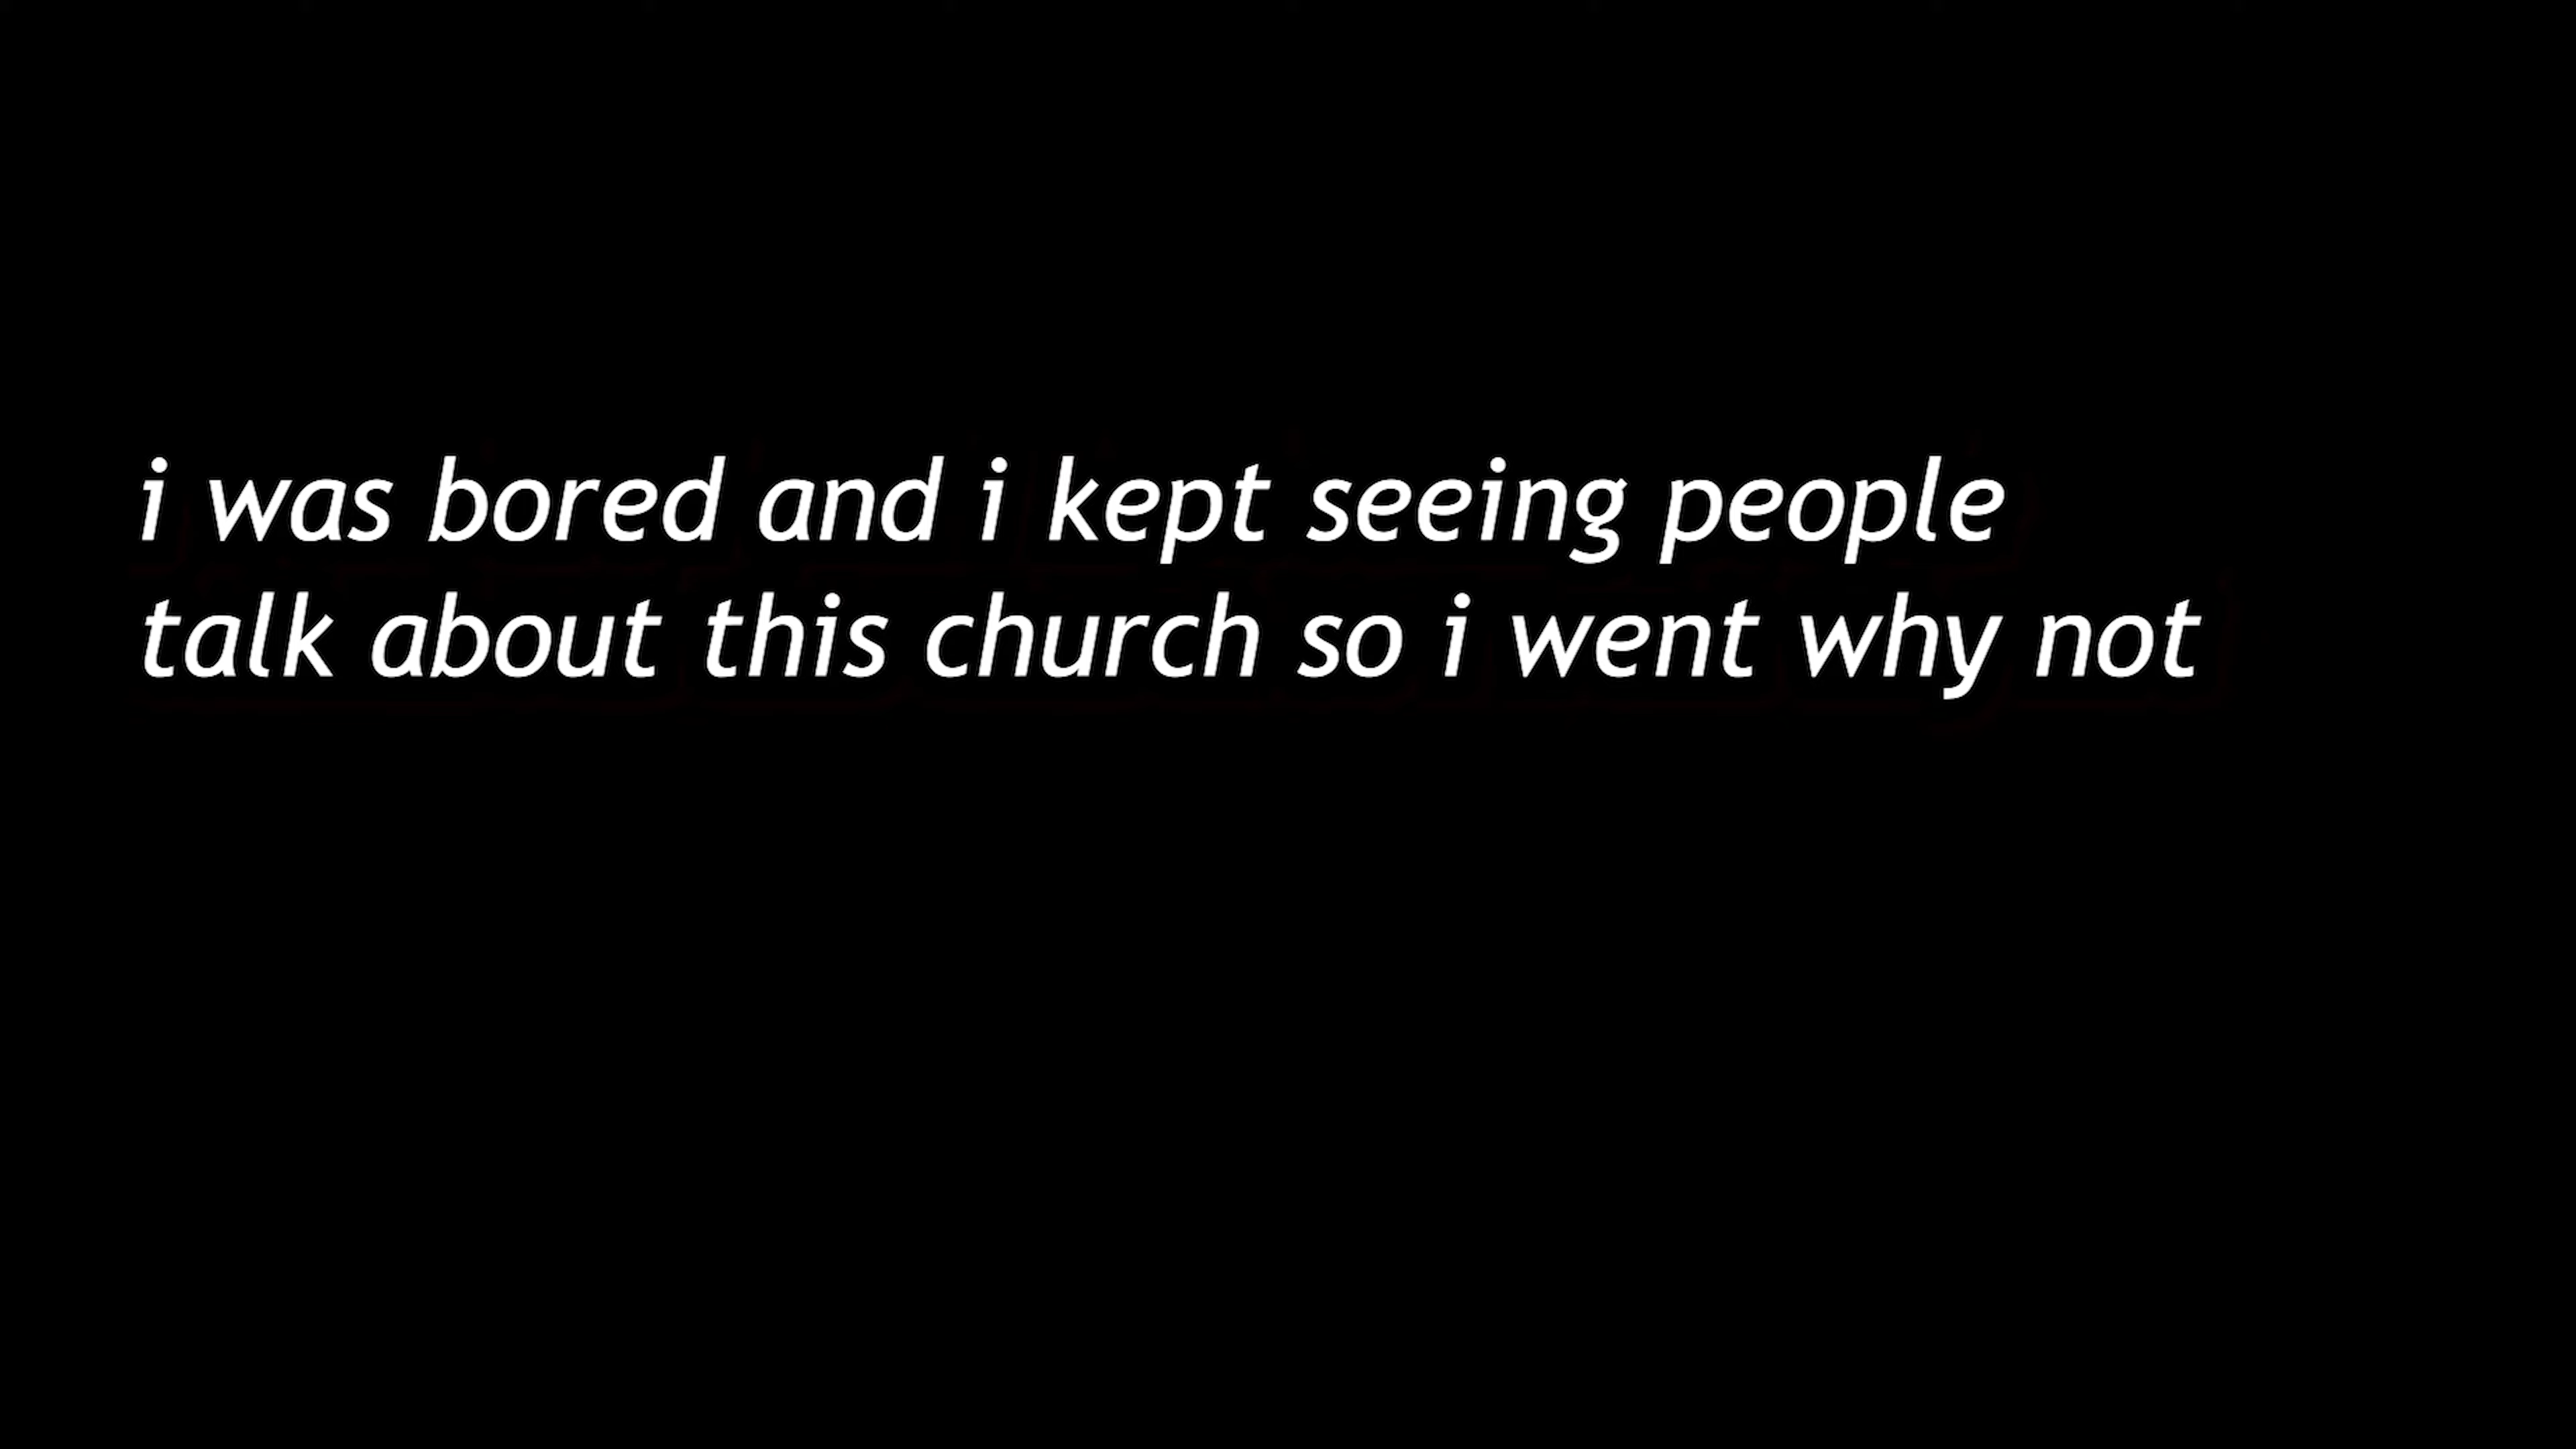 i was bored and i kept seeing people
talk about this church so i went why not